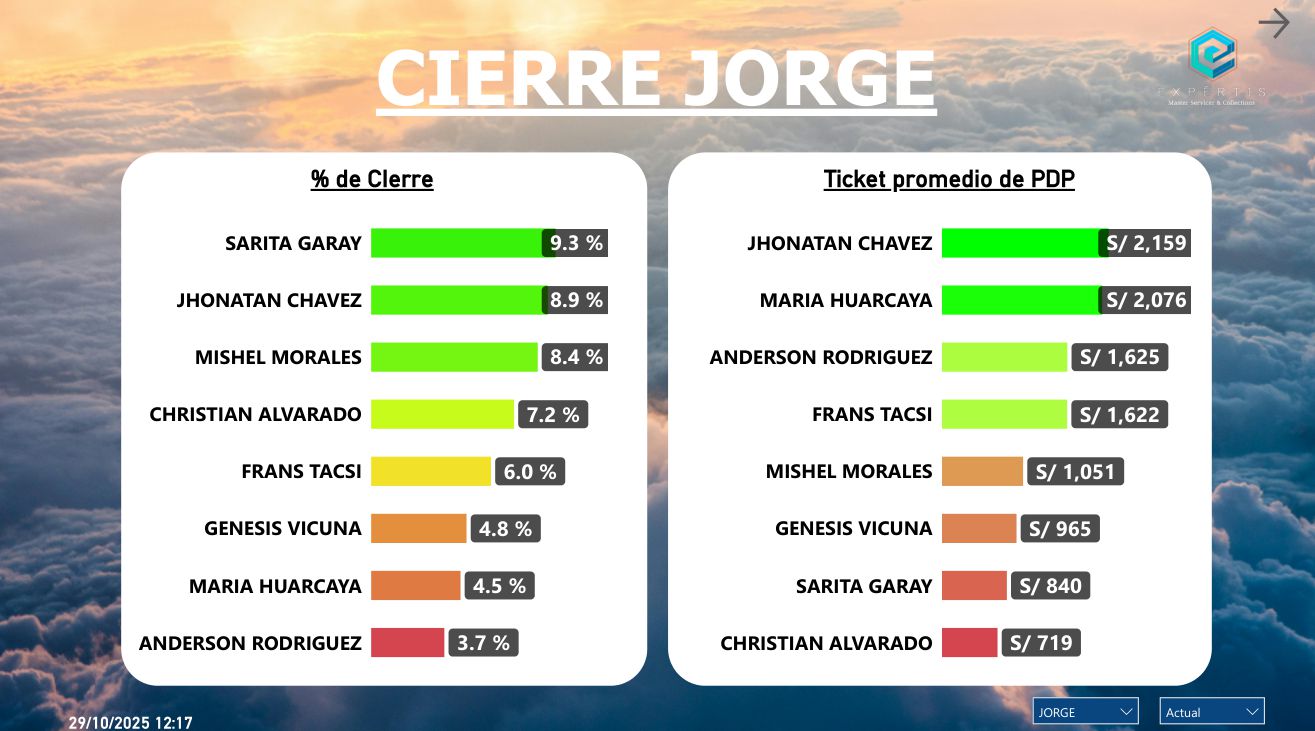 CIERRE JORGE
EXPERTIS
Master Servicer & Collections
% de Cierre
SARITA GARAY 9.3 %
JHONATAN CHAVEZ 8.9 %
MISHEL MORALES 8.4 %
CHRISTIAN ALVARADO 7.2 %
FRANS TACSI 6.0 %
GENESIS VICUNA 4.8 %
MARIA HUARCAYA 4.5 %
ANDERSON RODRIGUEZ 3.7 %
Ticket promedio de PDP
JHONATAN CHAVEZ S/ 2,159
MARIA HUARCAYA S/ 2,076
ANDERSON RODRIGUEZ S/ 1,625
FRANS TACSI S/ 1,622
MISHEL MORALES S/ 1,051
GENESIS VICUNA S/ 965
SARITA GARAY S/ 840
CHRISTIAN ALVARADO S/ 719
29/10/2025 12:17
JORGE
Actual